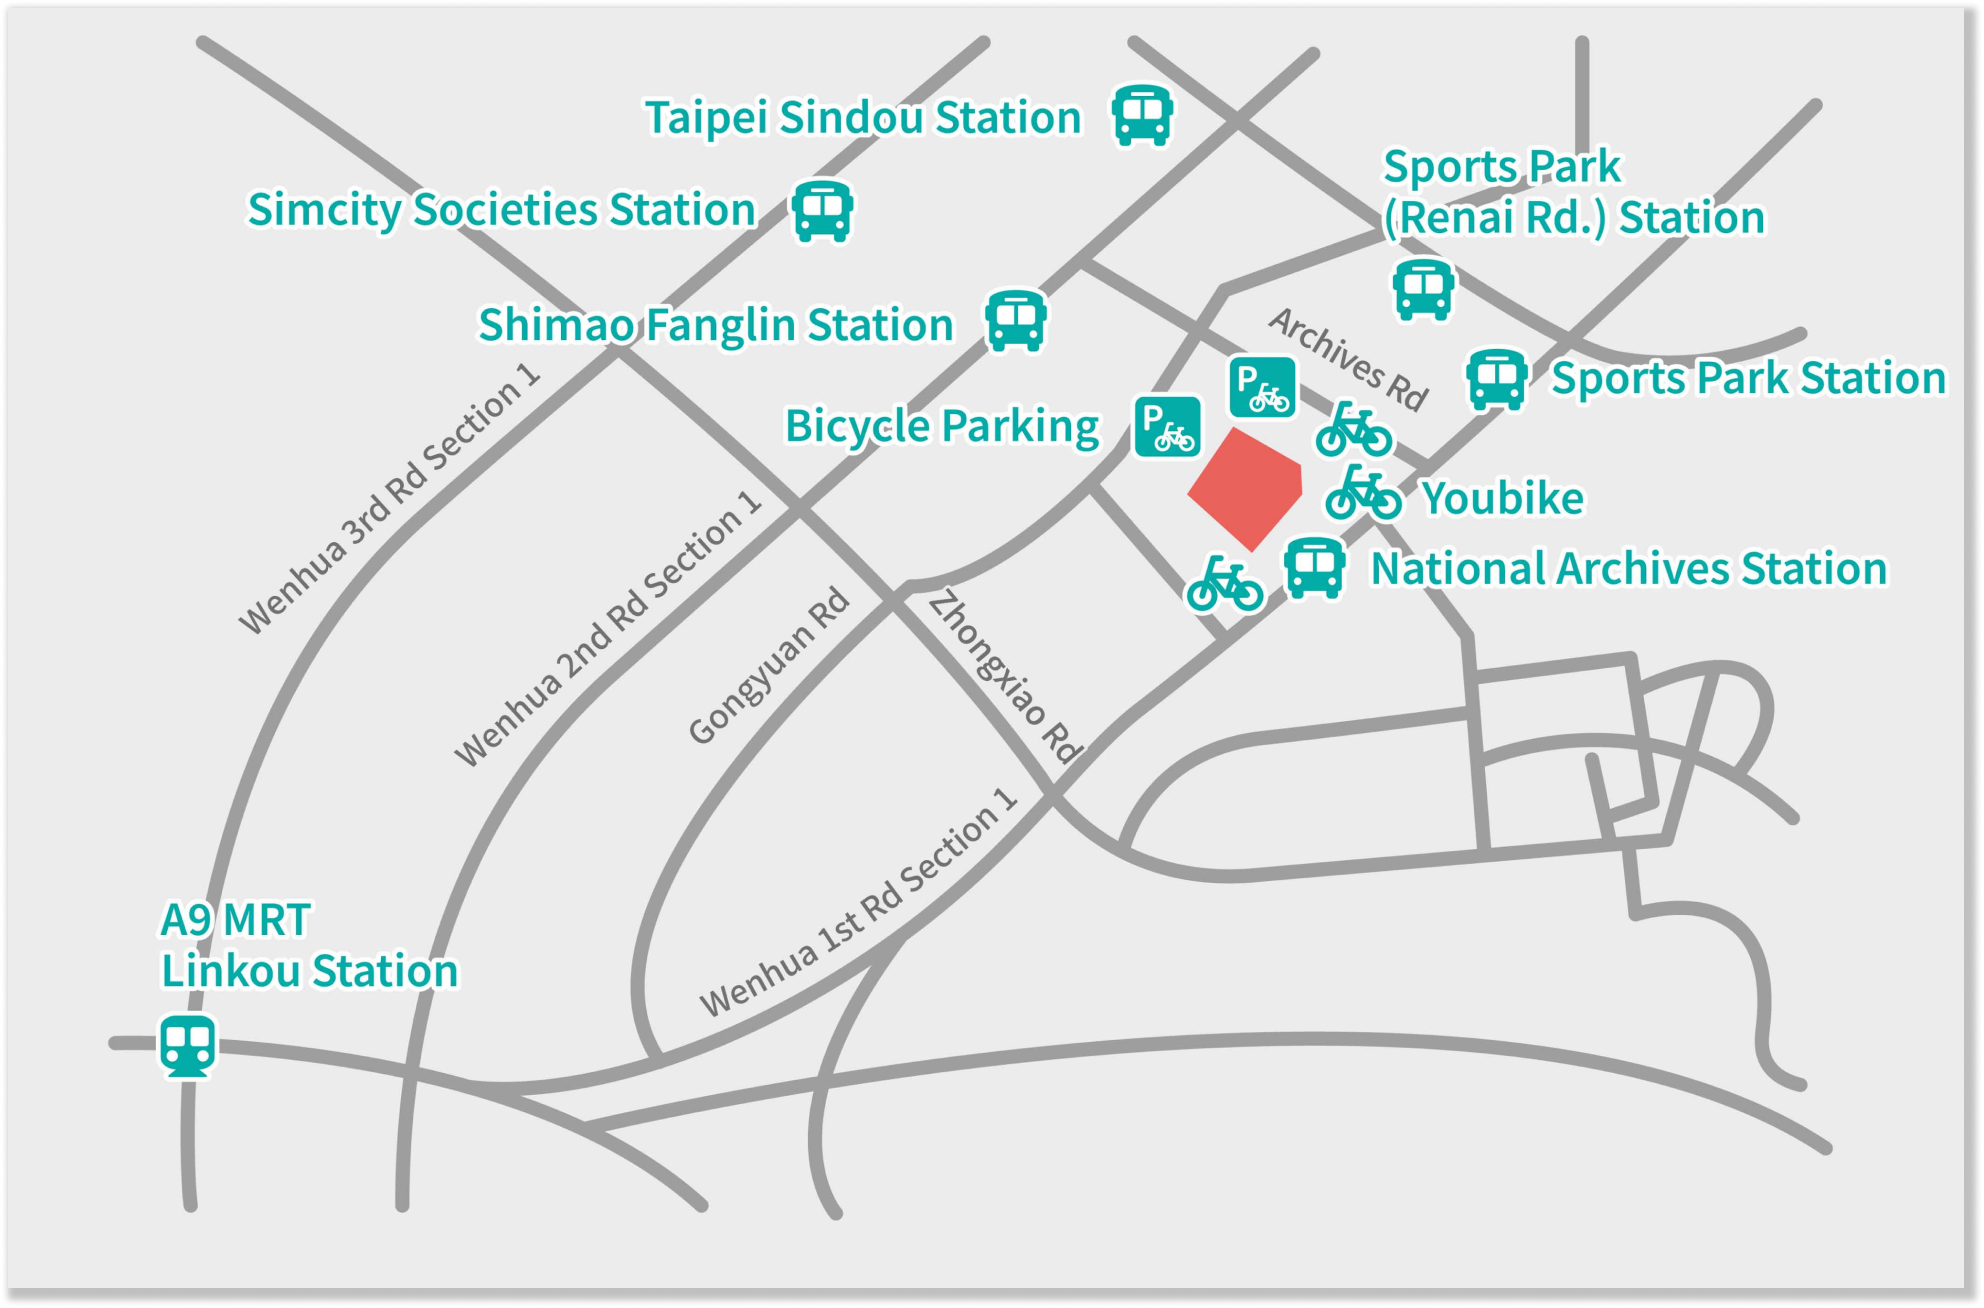 Taipei Sindou Station
Sports Park
(Renai Rd.) Station
Simcity Societies Station
Shimao Fanglin Station
Archives Rd
Sports Park Station
Wenhua 3rd Rd Section 1
P
P
Bicycle Parking
Youbike
Wenhua 2nd Rd Section 1
National Archives Station
Gongyuan Rd
Zhongxiao Rd
Wenhua 1st Rd Section 1
A9 MRT
Linkou Station